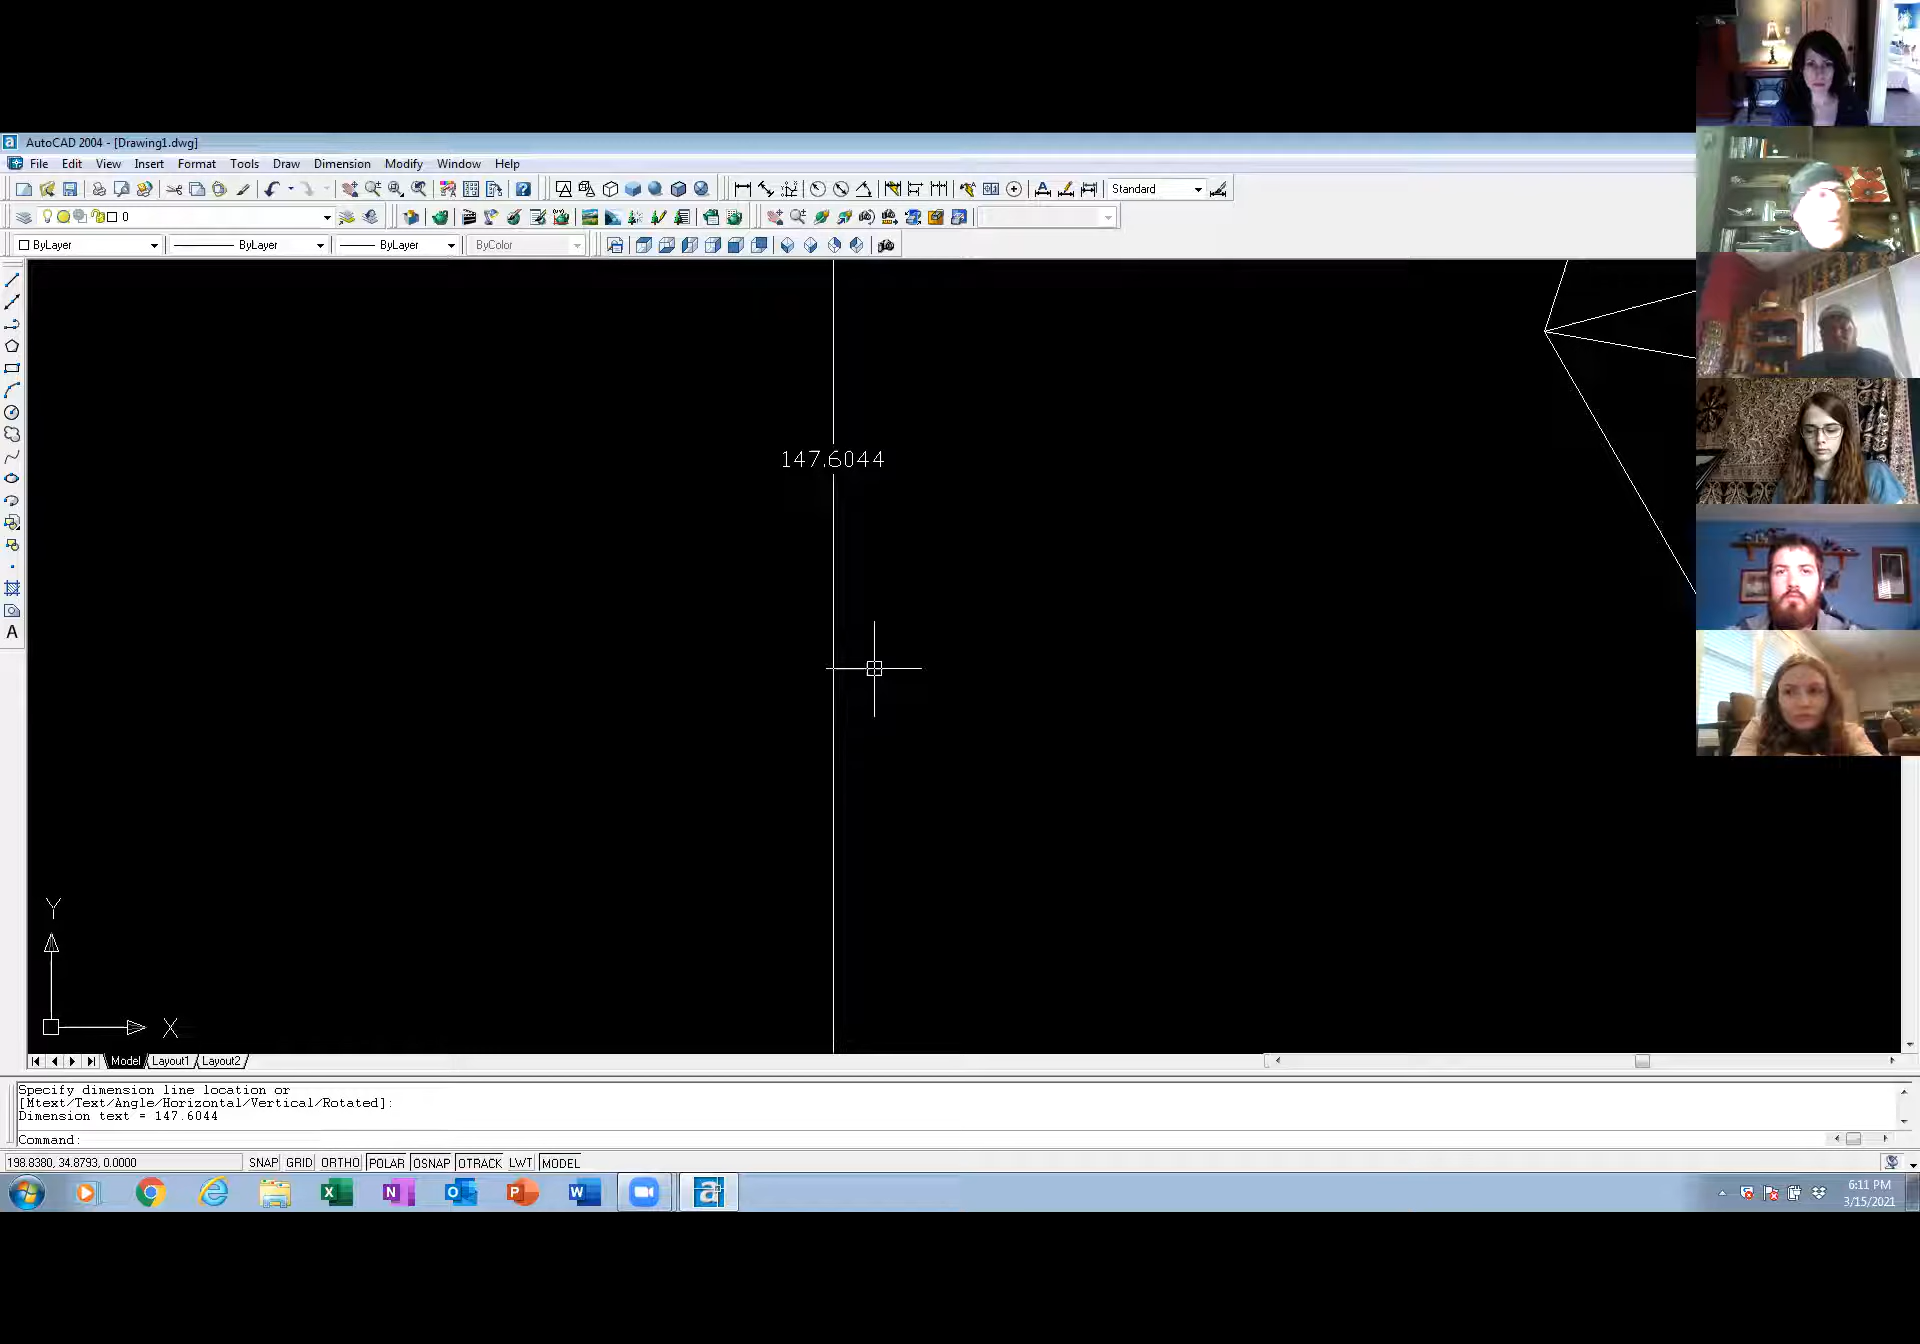 AutoCAD 2004 - [Drawing1.dwg]
File Edit View Insert Format Tools Draw Dimension Modify Window Help
Standard
0
ByLayer ByLayer ByLayer ByColor
147.6044
Y
X
A
Model Layout1 Layout2
Specify dimension line location or
[Mtext/Text/Angle/Horizontal/Vertical/Rotated]:
Dimension text = 147.6044
Command:
198.8380, 34.8793, 0.0000 SNAP GRID ORTHO POLAR OSNAP OTRACK LWT MODEL
6:11 PM
3/15/2021